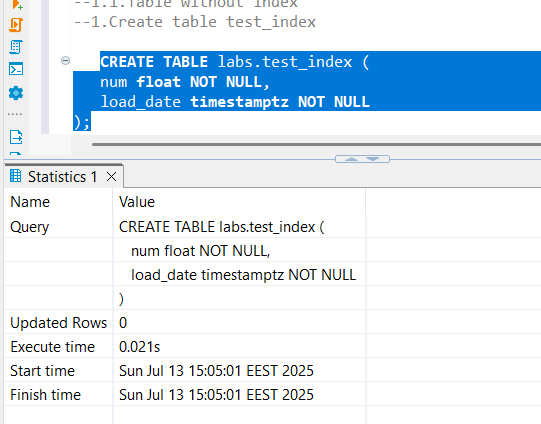 --1.1.Table without index
--1.Create table test_index
CREATE TABLE labs.test_index (
num float NOT NULL,
load_date timestamptz NOT NULL
);
Statistics 1
Name Value
Query CREATE TABLE labs.test_index (
num float NOT NULL,
load_date timestamptz NOT NULL
)
Updated Rows 0
Execute time 0.021s
Start time Sun Jul 13 15:05:01 EEST 2025
Finish time Sun Jul 13 15:05:01 EEST 2025